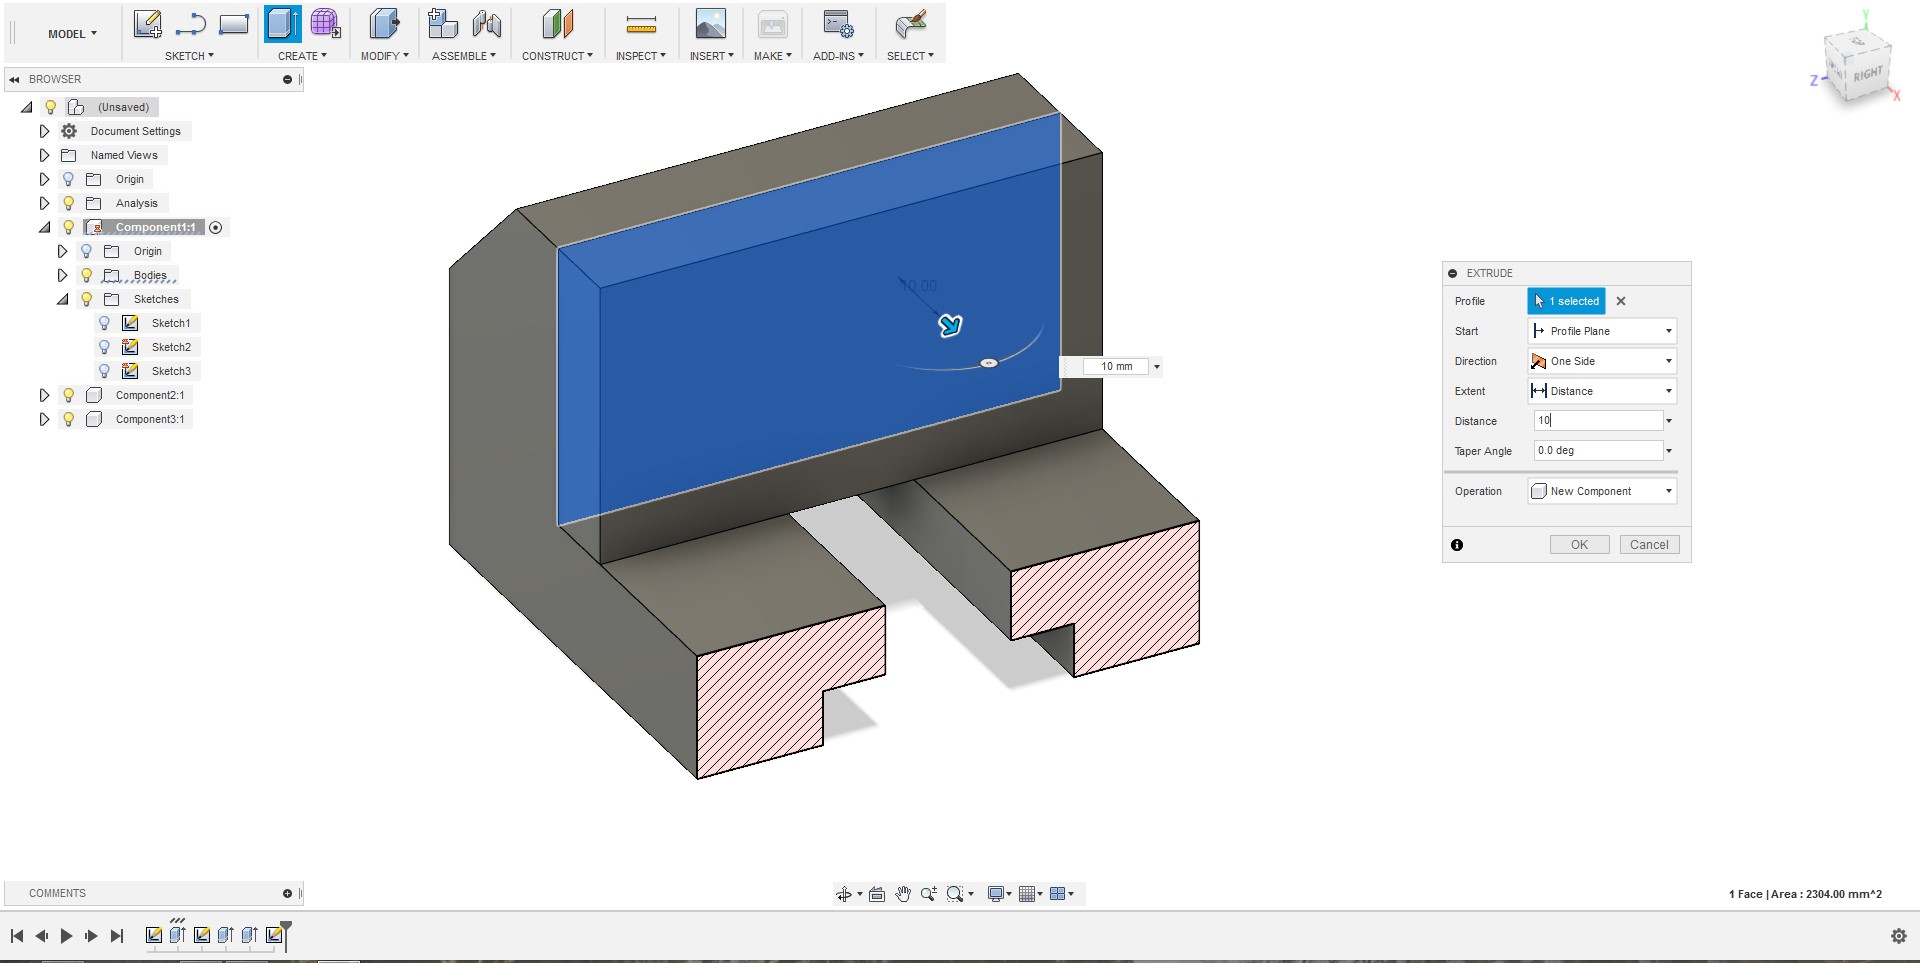 MODEL
SKETCH
CREATE
MODIFY
ASSEMBLE
CONSTRUCT
INSPECT
INSERT
MAKE
ADD-INS
SELECT
BROWSER
(Unsaved)
Document Settings
Named Views
Origin
Analysis
Component1:1
Origin
Bodies
Sketches
Sketch1
Sketch2
Sketch3
Component2:1
Component3:1
Y
Z
RIGHT
X
10.00
10 mm
EXTRUDE
Profile 1 selected
Start Profile Plane
Direction One Side
Extent Distance
Distance 10
Taper Angle 0.0 deg
Operation New Component
OK Cancel
COMMENTS
1 Face | Area : 2304.00 mm^2